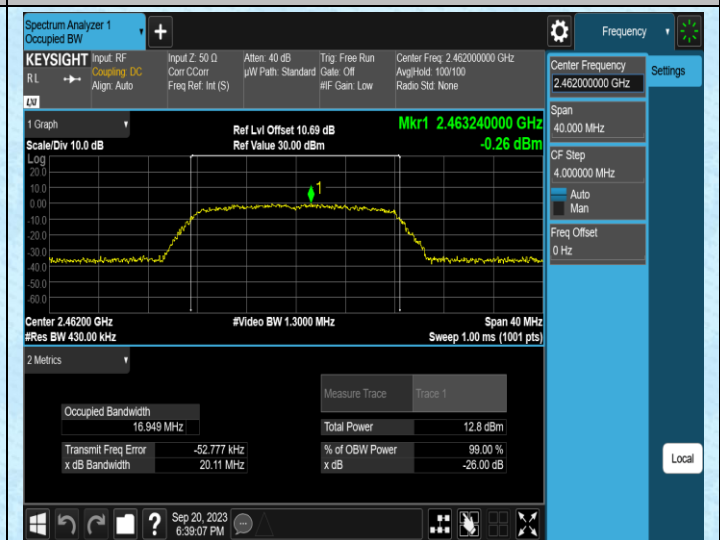 Spectrum Analyzer 1
Occupied BW
+
Frequency
KEYSIGHT
RL
LXI
Input: RF
Coupling: DC
Align: Auto
Input Z: 50 Ω
Corr CCorr
Freq Ref: Int (S)
Atten: 40 dB
µW Path: Standard
Trig: Free Run
Gate: Off
#IF Gain: Low
Center Freq: 2.462000000 GHz
Avg|Hold: 100/100
Radio Std: None
Center Frequency
2.462000000 GHz
Settings
Span
40.000 MHz
CF Step
4.000000 MHz
Auto
Man
Freq Offset
0 Hz
Local
1 Graph
Scale/Div 10.0 dB
Ref Lvl Offset 10.69 dB
Ref Value 30.00 dBm
Mkr1 2.463240000 GHz
-0.26 dBm
Log
20.0
10.0
0.00
-10.0
-20.0
-30.0
-40.0
-50.0
-60.0
1
Center 2.46200 GHz
#Res BW 430.00 kHz
#Video BW 1.3000 MHz
Span 40 MHz
Sweep 1.00 ms (1001 pts)
2 Metrics
Measure Trace
Trace 1
Occupied Bandwidth
16.949 MHz
Total Power
12.8 dBm
Transmit Freq Error
-52.777 kHz
% of OBW Power
99.00 %
x dB Bandwidth
20.11 MHz
x dB
-26.00 dB
?
Sep 20, 2023
6:39:07 PM